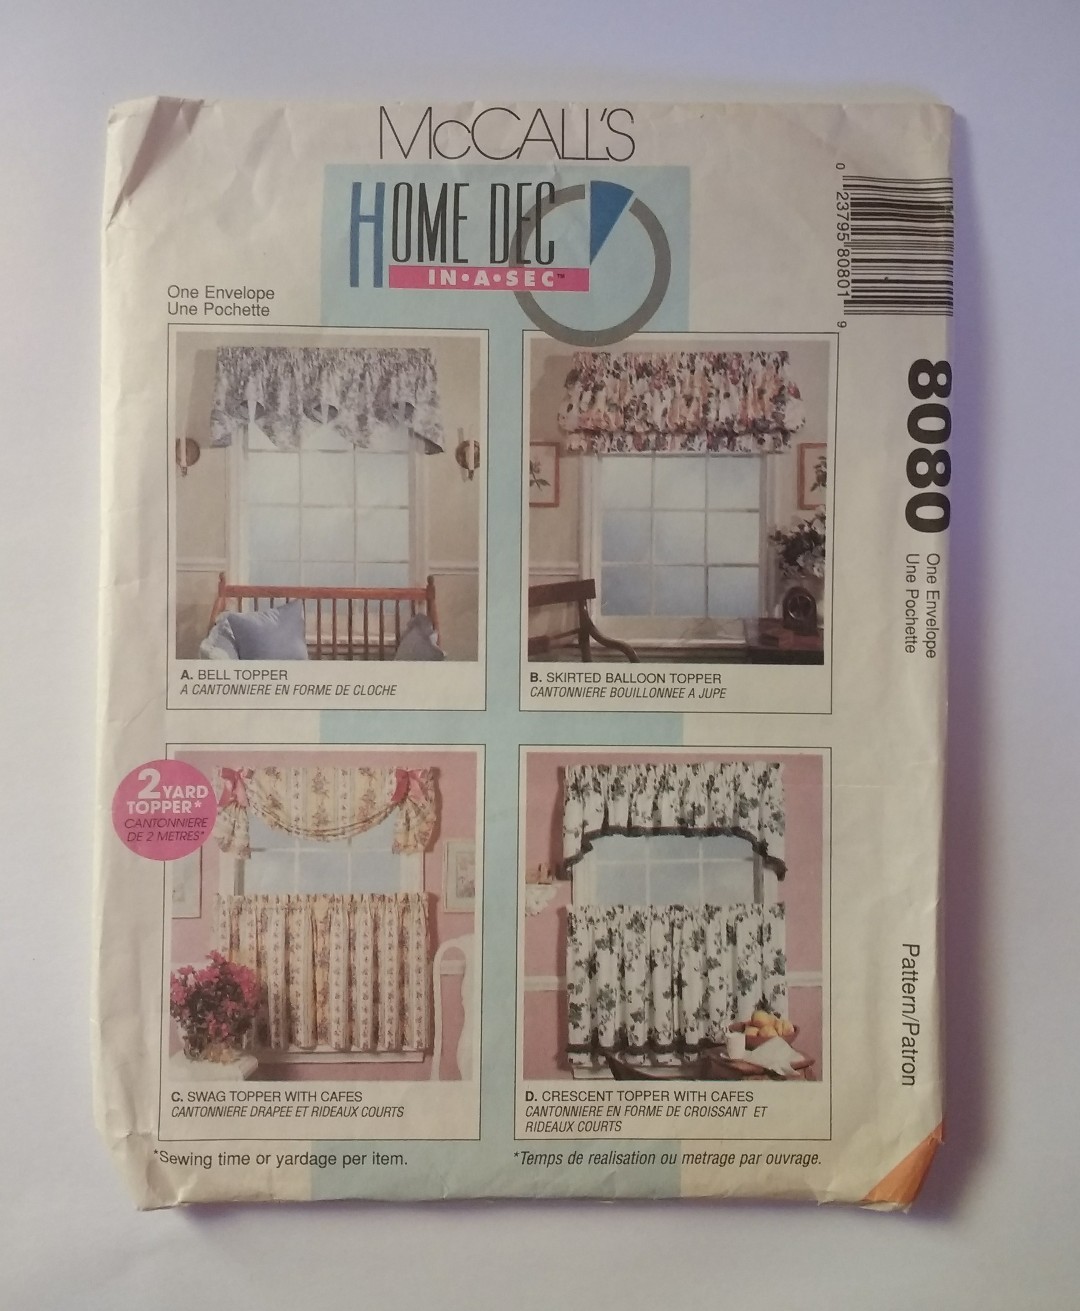 McCALL'S
HOME DEC
IN•A•SEC™
One Envelope
Une Pochette
0 23795 80801 9
8080
One Envelope
Une Pochette
Pattern/Patron
A. BELL TOPPER
A CANTONNIERE EN FORME DE CLOCHE
B. SKIRTED BALLOON TOPPER
CANTONNIERE BOUILLONNEE A JUPE
2 YARD
TOPPER*
CANTONNIERE
DE 2 METRES*
C. SWAG TOPPER WITH CAFES
CANTONNIERE DRAPEE ET RIDEAUX COURTS
D. CRESCENT TOPPER WITH CAFES
CANTONNIERE EN FORME DE CROISSANT ET
RIDEAUX COURTS
*Sewing time or yardage per item.
*Temps de realisation ou metrage par ouvrage.